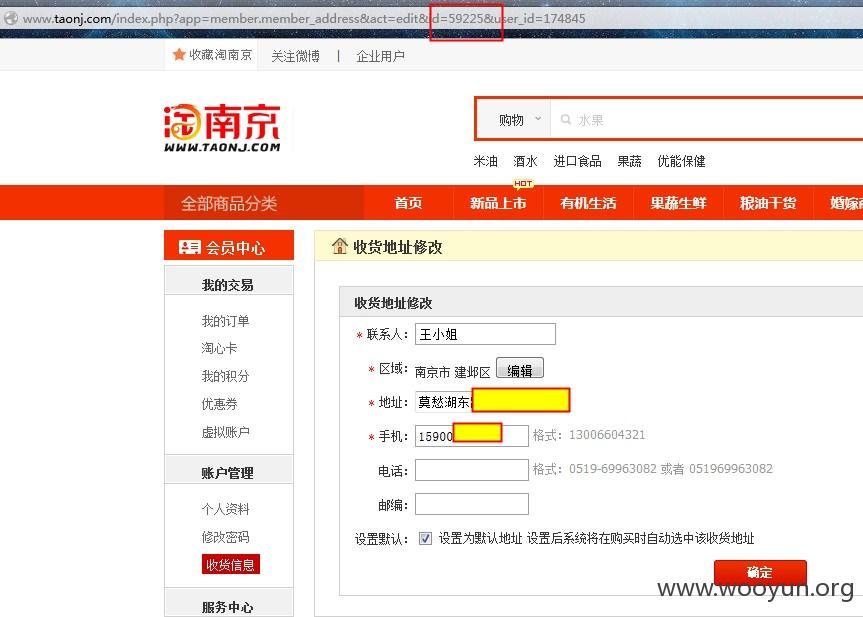 www.taonj.com/index.php?app=member.member_address&act=edit&id=59225&user_id=174845
收藏淘南京 关注微博 | 企业用户
淘南京
WWW.TAONJ.COM
购物 水果
米油 酒水 进口食品 果蔬 优能保健
HOT
全部商品分类 首页 新品上市 有机生活 果蔬生鲜 粮油干货 婚嫁
会员中心
收货地址修改
我的交易
我的订单
淘心卡
我的积分
优惠券
虚拟账户
账户管理
个人资料
修改密码
收货信息
服务中心
收货地址修改
* 联系人: 王小姐
* 区域: 南京市 建邺区 编辑
* 地址: 莫愁湖东
* 手机: 15900 格式: 13006604321
电话: 格式: 0519-69963082 或者 051969963082
邮编:
设置默认: 设置为默认地址 设置后系统将在购买时自动选中该收货地址
确定
www.wooyun.org